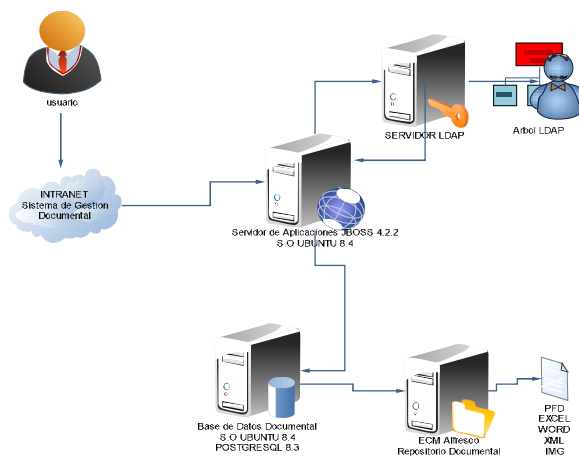 usuario
SERVIDOR LDAP
Arbol LDAP
INTRANET
Sistema de Gestion
Documental
Servidor de Aplicaciones JBOSS 4.2.2
S.O UBUNTU 8.4
Base de Datos Documental
S.O UBUNTU 8.4
POSTGRESQL 8.3
ECM Alfresco
Repositorio Documental
PFD
EXCEL
WORD
XML
IMG